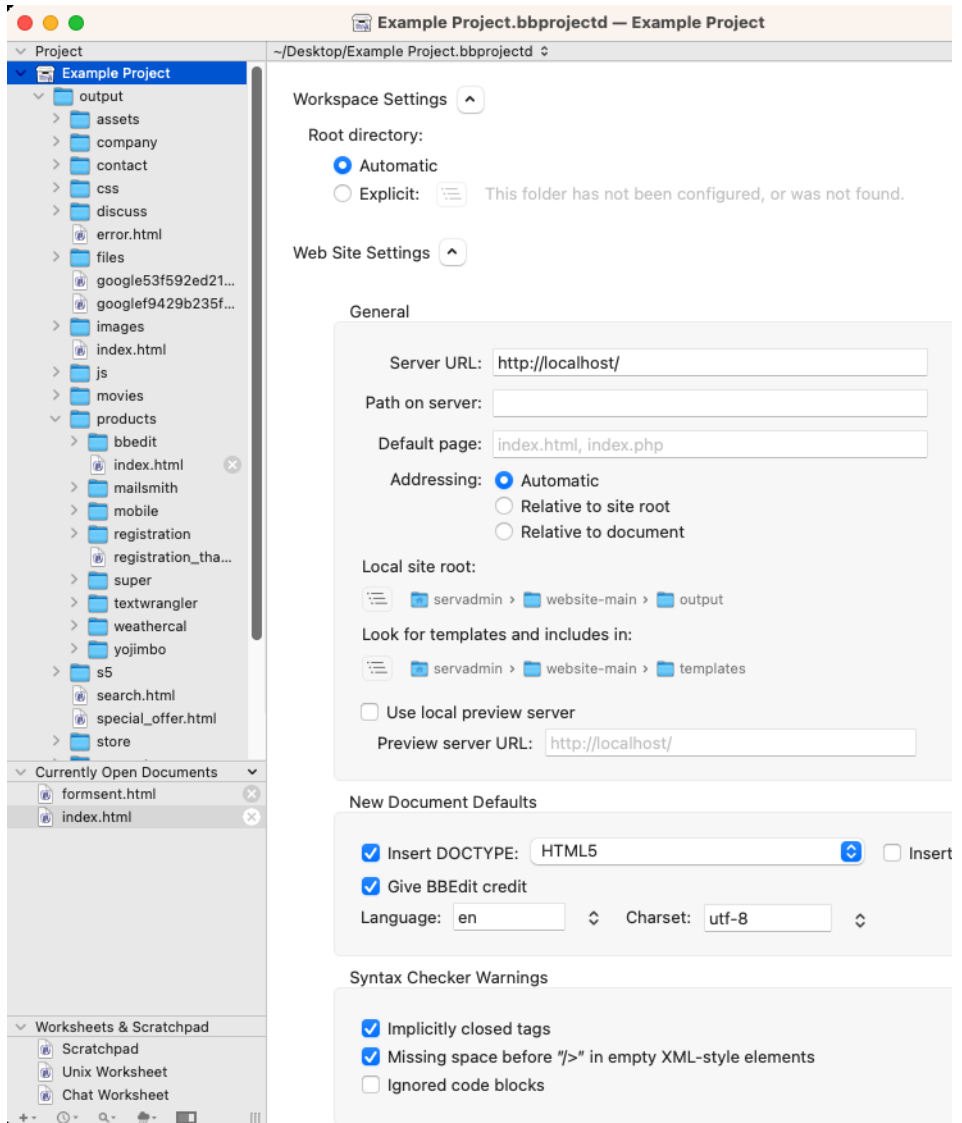 Example Project.bbprojectd — Example Project
Project
Example Project
output
assets
company
contact
css
discuss
error.html
files
google53f592ed21...
googlef9429b235f...
images
index.html
js
movies
products
bbedit
index.html
mailsmith
mobile
registration
registration_tha...
super
textwrangler
weathercal
yojimbo
s5
search.html
special_offer.html
store
Currently Open Documents
formsent.html
index.html
Worksheets & Scratchpad
Scratchpad
Unix Worksheet
Chat Worksheet
~/Desktop/Example Project.bbprojectd
Workspace Settings
Root directory:
Automatic
Explicit: This folder has not been configured, or was not found.
Web Site Settings
General
Server URL: http://localhost/
Path on server:
Default page: index.html, index.php
Addressing: Automatic
Relative to site root
Relative to document
Local site root:
servadmin › website-main › output
Look for templates and includes in:
servadmin › website-main › templates
Use local preview server
Preview server URL: http://localhost/
New Document Defaults
Insert DOCTYPE: HTML5 Insert
Give BBEdit credit
Language: en Charset: utf-8
Syntax Checker Warnings
Implicitly closed tags
Missing space before "/>" in empty XML-style elements
Ignored code blocks